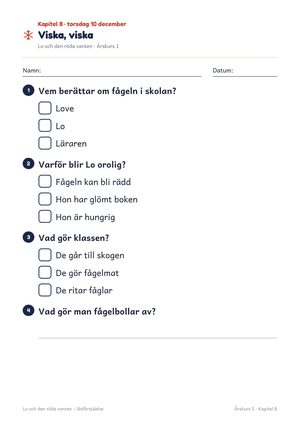 Kapitel 8 · torsdag 10 december
Viska, viska
Lo och den röda vanten · Årskurs 1
Namn:
Datum:
1 Vem berättar om fågeln i skolan?
Love
Lo
Läraren
2 Varför blir Lo orolig?
Fågeln kan bli rädd
Hon har glömt boken
Hon är hungrig
3 Vad gör klassen?
De går till skogen
De gör fågelmat
De ritar fåglar
4 Vad gör man fågelbollar av?
Lo och den röda vanten – läsförståelse
Årskurs 1 · Kapitel 8